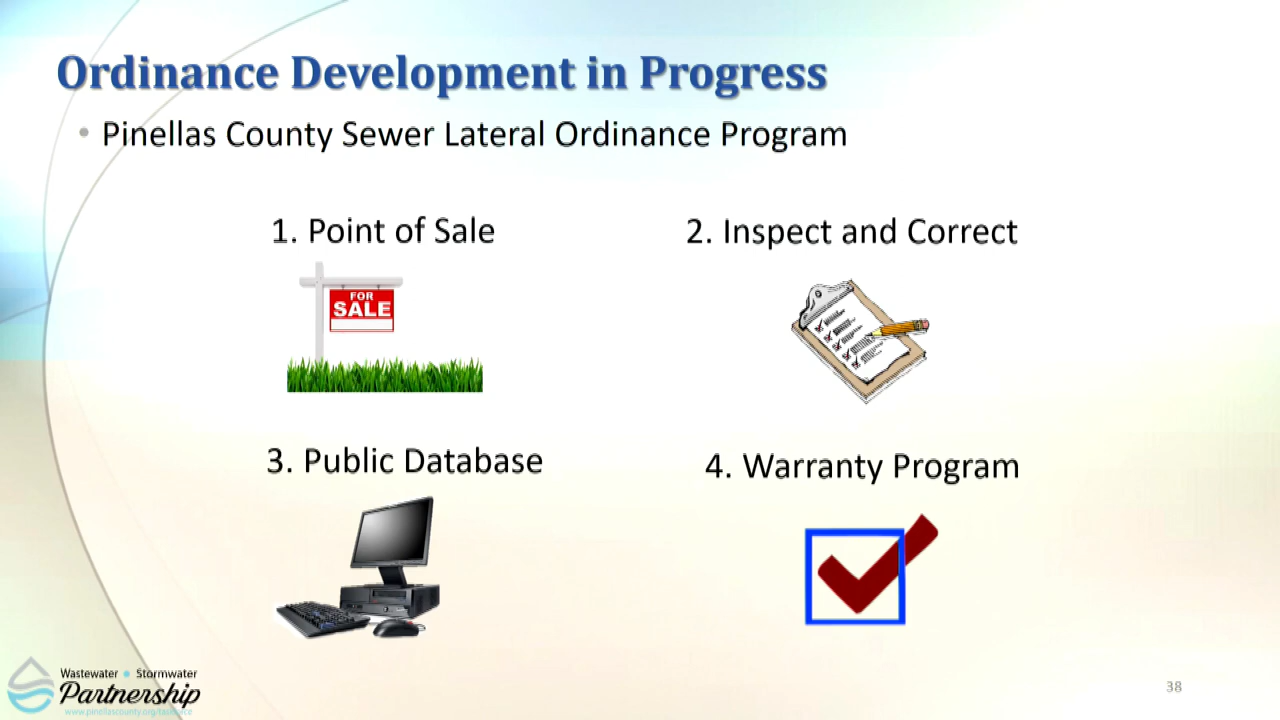 Ordinance Development in Progress
• Pinellas County Sewer Lateral Ordinance Program
1. Point of Sale
2. Inspect and Correct
FOR
SALE
3. Public Database
4. Warranty Program
Wastewater • Stormwater
Partnership
38